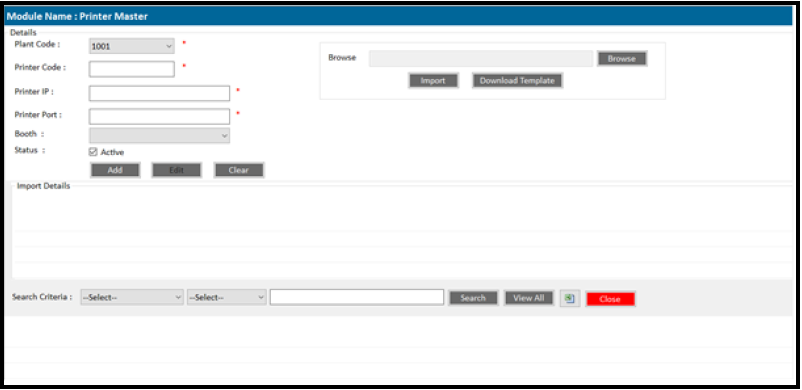 Module Name : Printer Master
Details
Plant Code :
1001
*
Browse
Browse
Printer Code :
*
Import
Download Template
Printer IP :
*
Printer Port :
*
Booth :
Status :
Active
Add
Edit
Clear
Import Details
Search Criteria :
--Select--
--Select--
Search
View All
Close